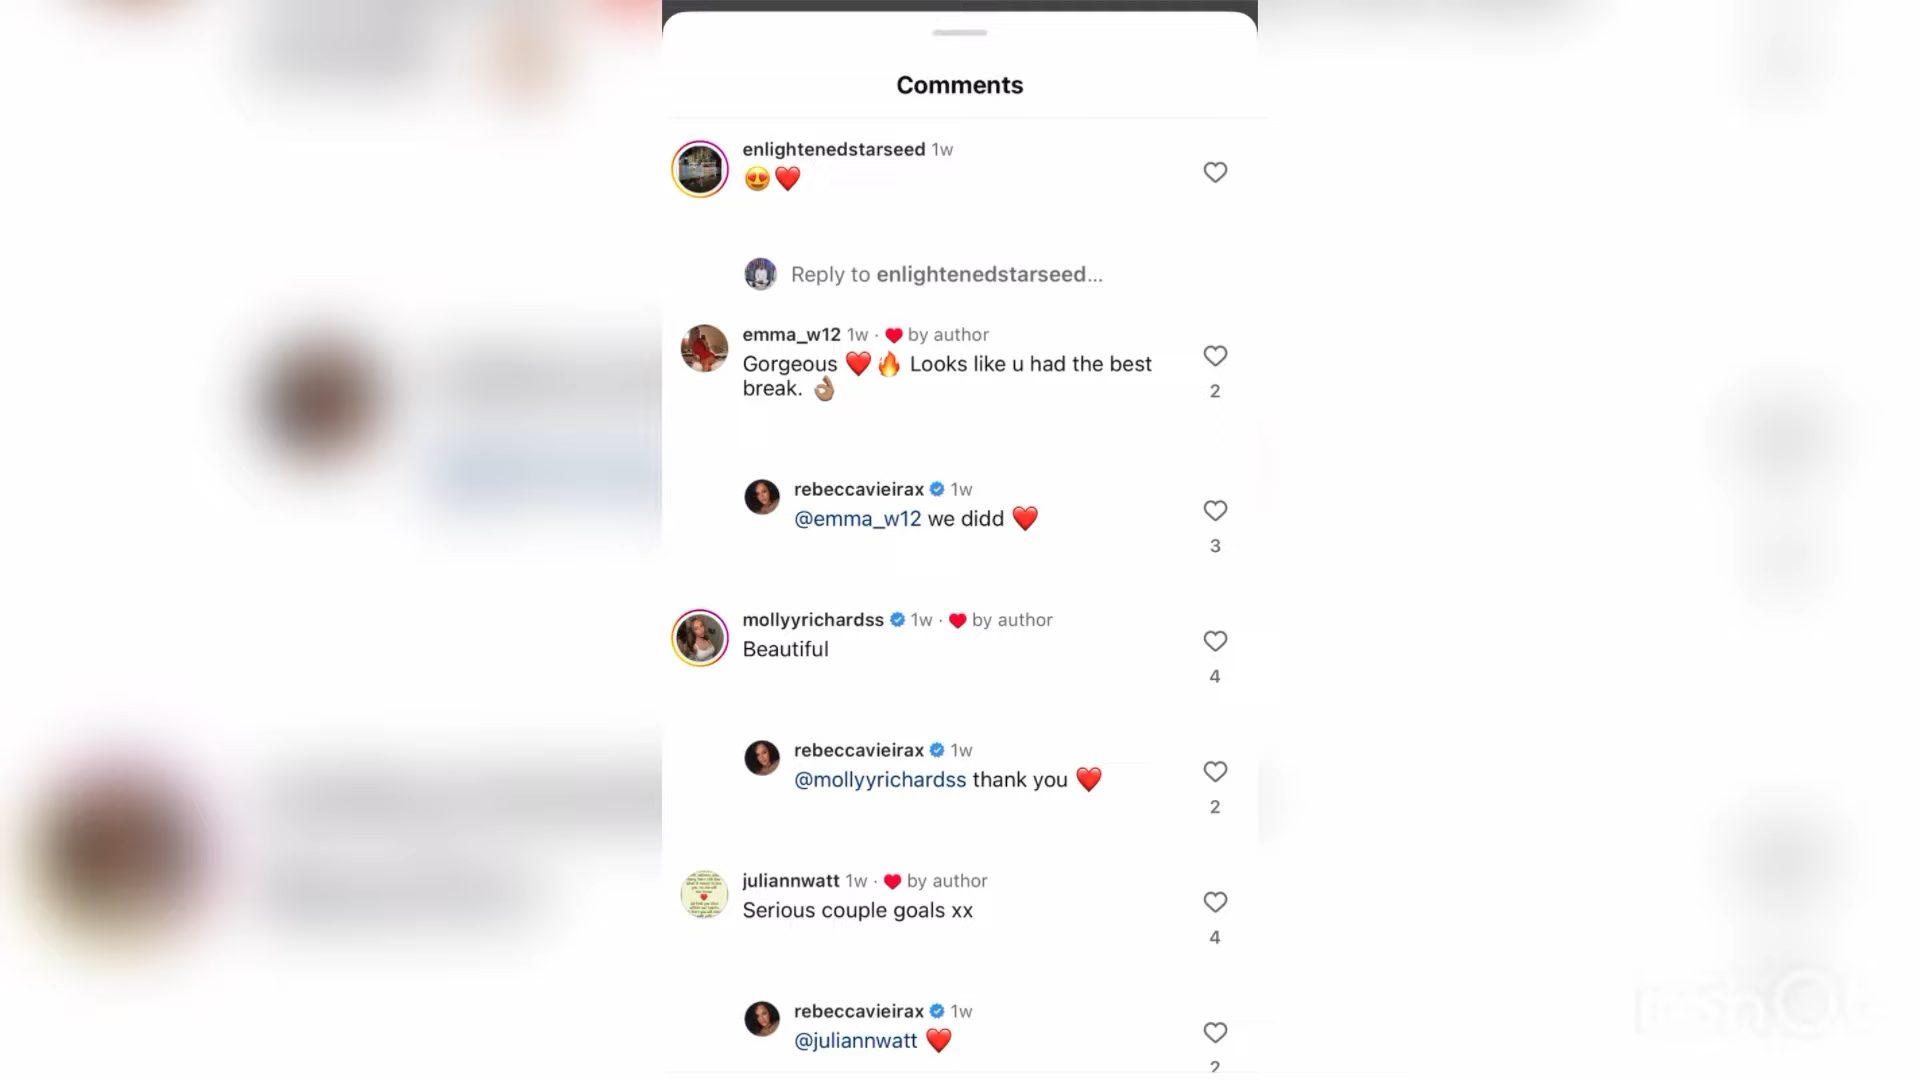 Comments
enlightenedstarseed 1w
😍❤️
Reply to enlightenedstarseed...
emma_w12 1w · ❤️ by author
Gorgeous ❤️🔥 Looks like u had the best
break. 👌🏽
2
rebeccavieirax 1w
@emma_w12 we didd ❤️
3
mollyyrichardss 1w · ❤️ by author
Beautiful
4
rebeccavieirax 1w
@mollyyrichardss thank you ❤️
2
juliannwatt 1w · ❤️ by author
Serious couple goals xx
4
rebeccavieirax 1w
@juliannwatt ❤️
2